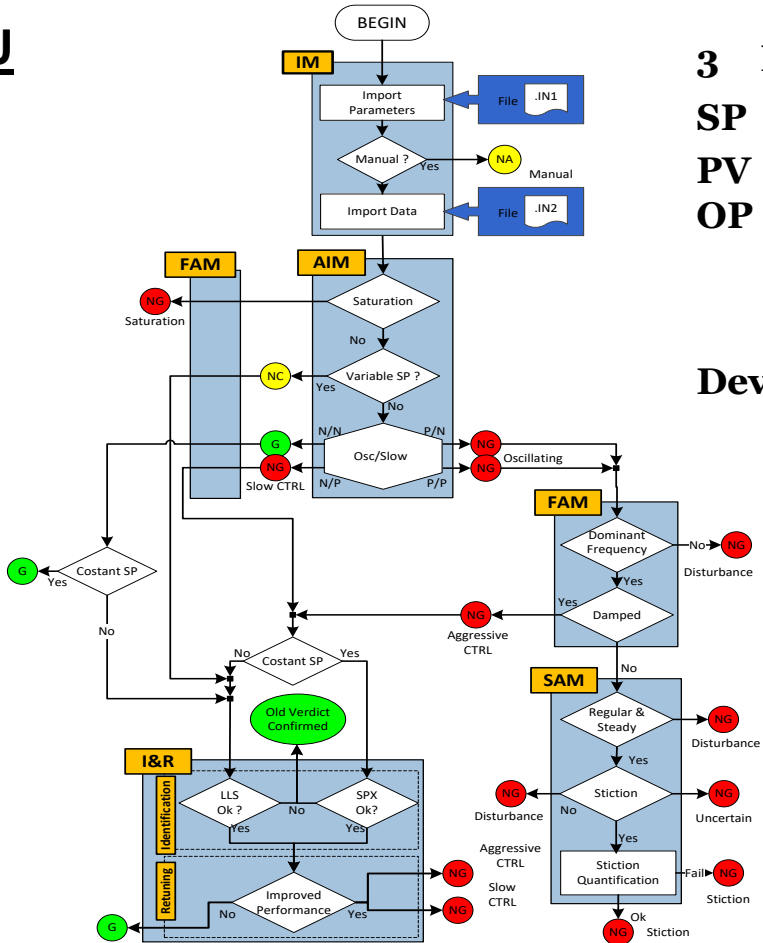 U
BEGIN
3
SP
PV
OP
Dev
IM
Import
Parameters
File
.IN1
Manual ?
Yes
NA
Manual
Import Data
File
.IN2
FAM
AIM
NG
Saturation
Saturation
No
NC
Yes
Variable SP ?
No
N/N
P/N
G
NG
Osc/Slow
Oscillating
NG
NG
Slow CTRL
N/P
P/P
FAM
Dominant
Frequency
No
NG
Disturbance
Yes
G
Yes
Costant SP
No
Yes
Damped
NG
Aggressive
CTRL
No
No
Costant SP
Yes
SAM
Regular &
Steady
NG
Disturbance
Yes
Old Verdict
Confirmed
I&R
Identification
LLS
Ok ?
No
SPX
Ok?
Yes
Yes
NG
Disturbance
No
Stiction
NG
Uncertain
Yes
Retuning
Improved
Performance
No
Yes
G
Aggressive
CTRL
NG
Slow
CTRL
NG
Stiction
Quantification
Fail
NG
Stiction
Ok
NG
Stiction